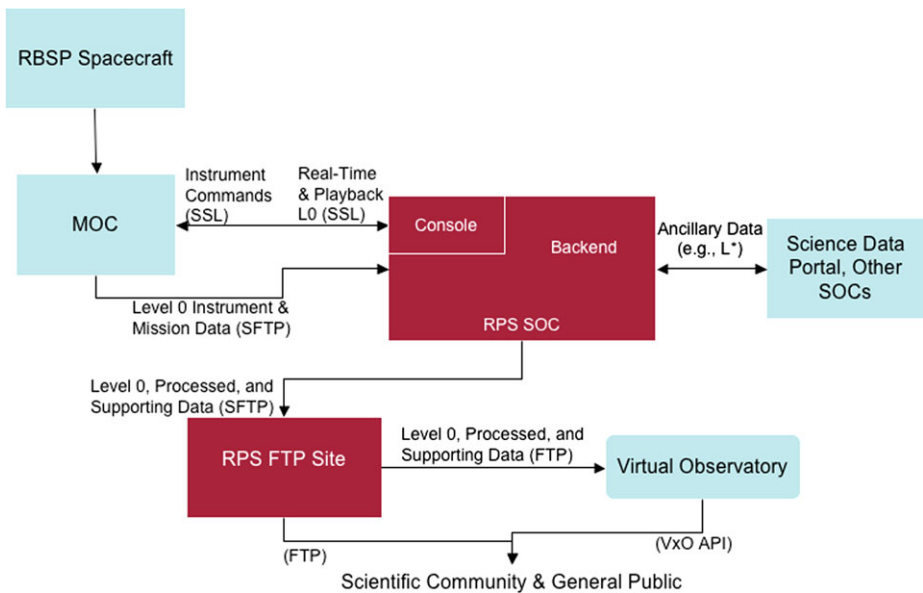 RBSP Spacecraft
Instrument
Commands
(SSL)
Real-Time
& Playback
L0 (SSL)
MOC
Console
Backend
RPS SOC
Ancillary Data
(e.g., L*)
Science Data
Portal, Other
SOCs
Level 0 Instrument &
Mission Data (SFTP)
Level 0, Processed, and
Supporting Data (SFTP)
RPS FTP Site
Level 0, Processed, and
Supporting Data (FTP)
Virtual Observatory
(FTP)
(VxO API)
Scientific Community & General Public